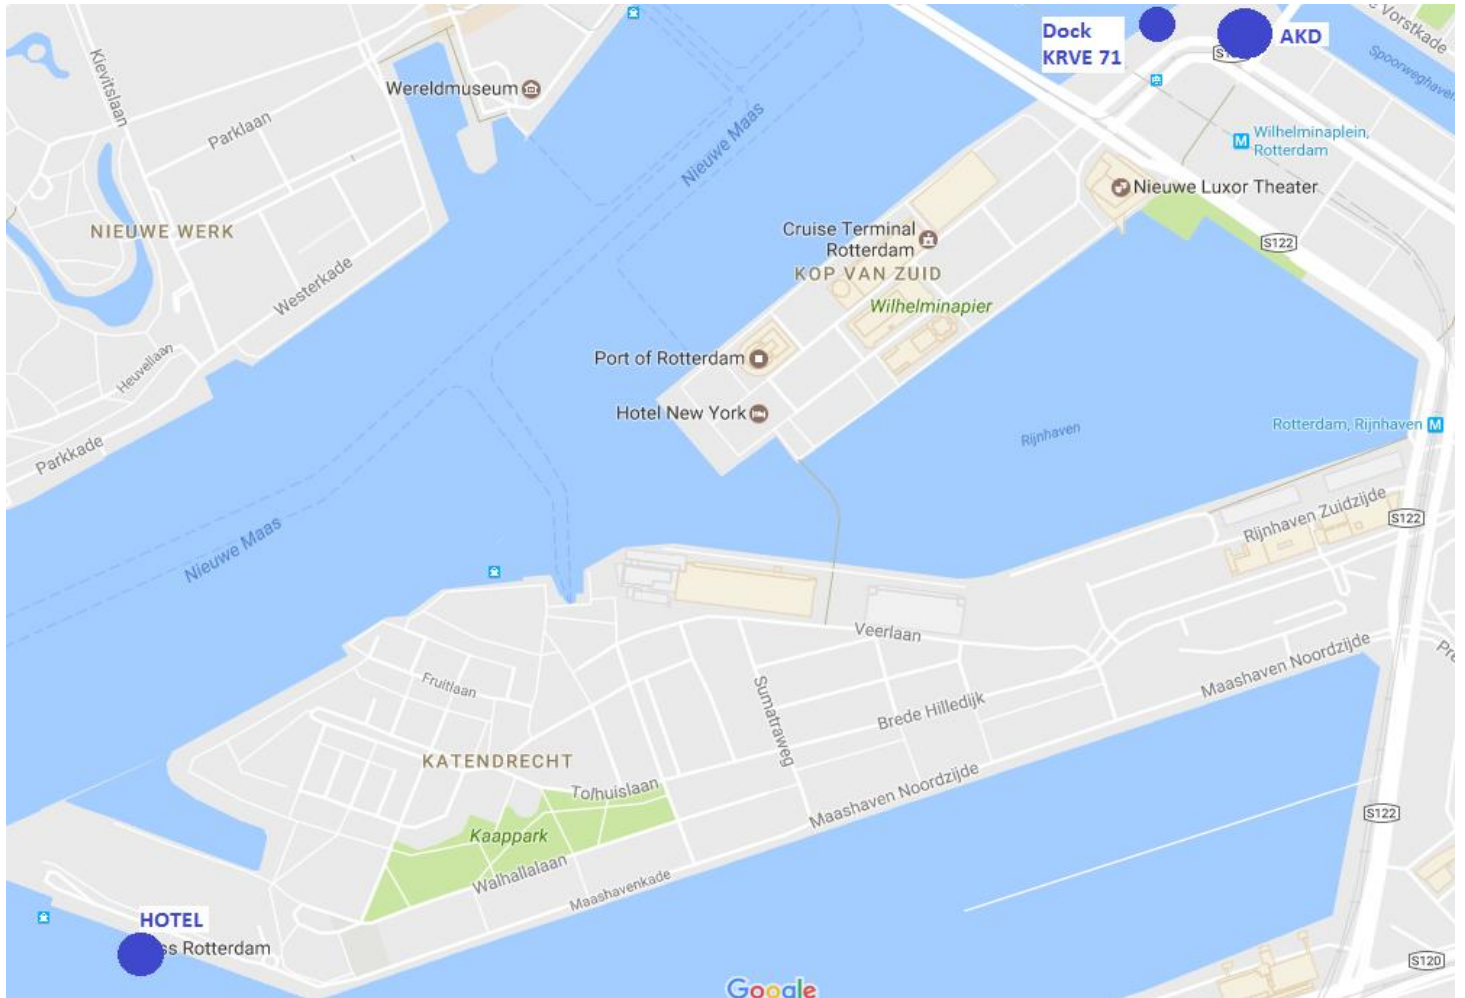 Dock
KRVE 71
AKD
S122
Spoorweghaven
Kievitslaan
Wereldmuseum
Parklaan
Nieuwe Maas
M
Wilhelminaplein,
Rotterdam
Nieuwe Luxor Theater
NIEUWE WERK
Cruise Terminal
Rotterdam
S122
KOP VAN ZUID
Westerkade
Wilhelminapier
Port of Rotterdam
Heuvellaan
Hotel New York
Rijnhaven
Rotterdam, Rijnhaven M
Parkkade
Rijnhaven Zuidzijde
S122
Nieuwe Maas
Veerlaan
Maashaven Noordzijde
Fruitlaan
Sumatraweg
Brede Hilledijk
KATENDRECHT
Tolhuislaan
Maashaven Noordzijde
S122
Kaappark
Walhallalaan
Maashavenkade
HOTEL
ss Rotterdam
S120
Google